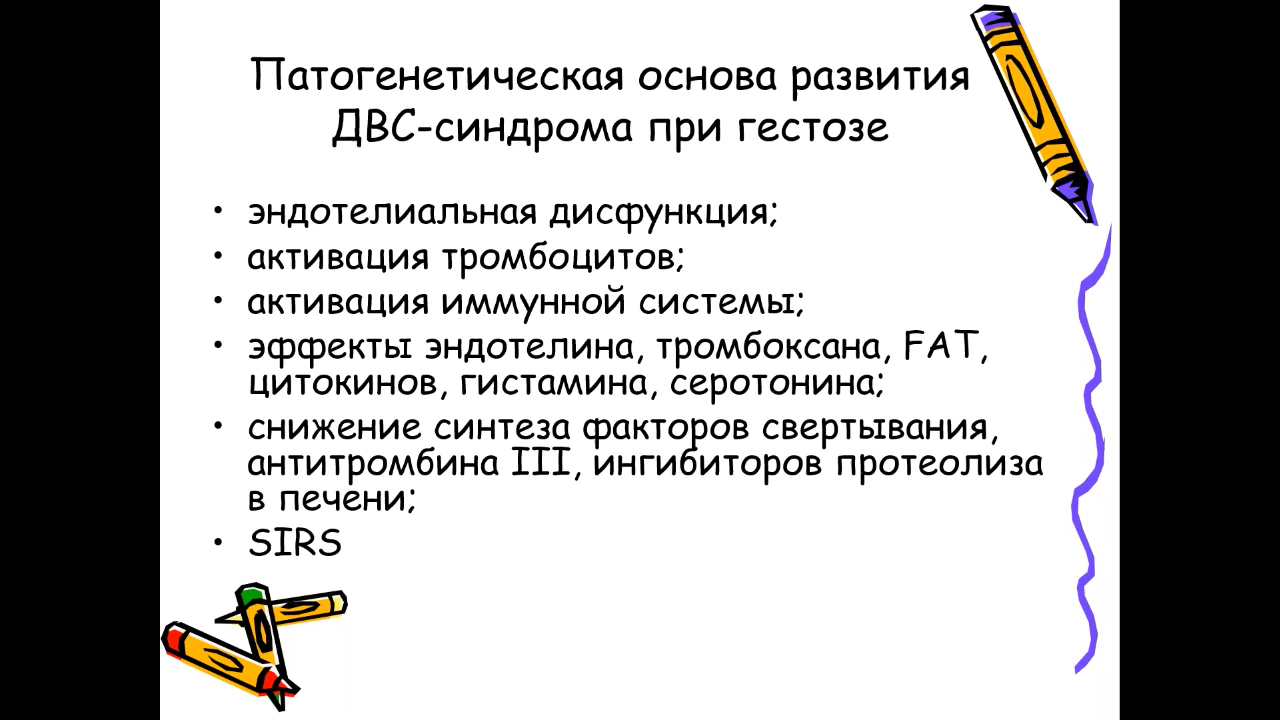 Патогенетическая основа развития
ДВС-синдрома при гестозе
• эндотелиальная дисфункция;
• активация тромбоцитов;
• активация иммунной системы;
• эффекты эндотелина, тромбоксана, FAT,
цитокинов, гистамина, серотонина;
• снижение синтеза факторов свертывания,
антитромбина III, ингибиторов протеолиза
в печени;
• SIRS